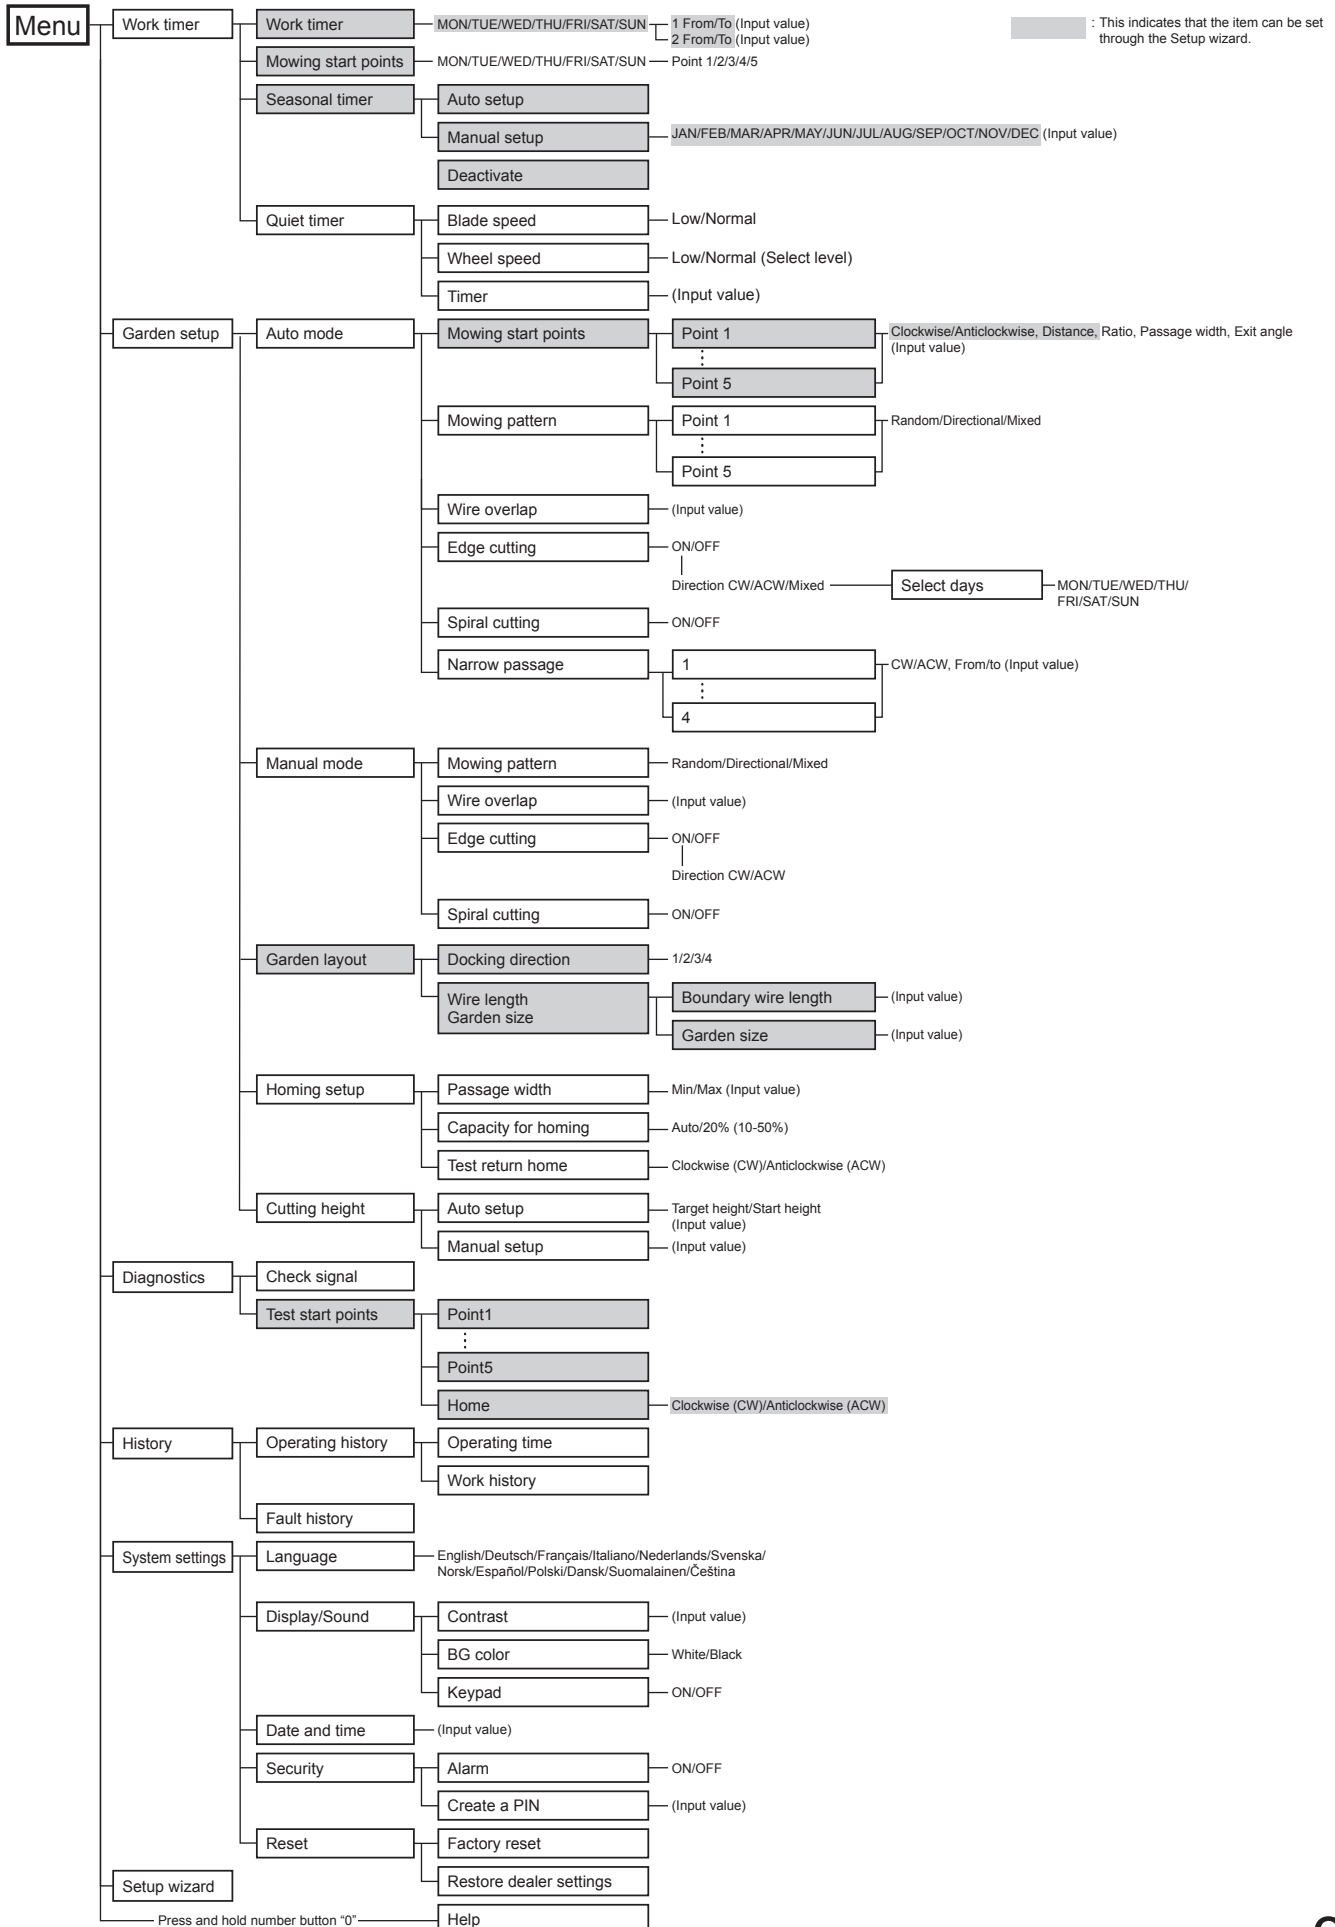 Menu
Work timer
Work timer
MON/TUE/WED/THU/FRI/SAT/SUN
1 From/To (Input value)
2 From/To (Input value)
: This indicates that the item can be set
through the Setup wizard.
Mowing start points
MON/TUE/WED/THU/FRI/SAT/SUN
Point 1/2/3/4/5
Seasonal timer
Auto setup
Manual setup
JAN/FEB/MAR/APR/MAY/JUN/JUL/AUG/SEP/OCT/NOV/DEC (Input value)
Deactivate
Quiet timer
Blade speed
Low/Normal
Wheel speed
Low/Normal (Select level)
Timer
(Input value)
Garden setup
Auto mode
Mowing start points
Point 1
Clockwise/Anticlockwise, Distance, Ratio, Passage width, Exit angle
(Input value)
Point 5
Mowing pattern
Point 1
Random/Directional/Mixed
Point 5
Wire overlap
(Input value)
Edge cutting
ON/OFF
Direction CW/ACW/Mixed
Select days
MON/TUE/WED/THU/
FRI/SAT/SUN
Spiral cutting
ON/OFF
Narrow passage
1
CW/ACW, From/to (Input value)
4
Manual mode
Mowing pattern
Random/Directional/Mixed
Wire overlap
(Input value)
Edge cutting
ON/OFF
Direction CW/ACW
Spiral cutting
ON/OFF
Garden layout
Docking direction
1/2/3/4
Wire length
Garden size
Boundary wire length
(Input value)
Garden size
(Input value)
Homing setup
Passage width
Min/Max (Input value)
Capacity for homing
Auto/20% (10-50%)
Test return home
Clockwise (CW)/Anticlockwise (ACW)
Cutting height
Auto setup
Target height/Start height
(Input value)
Manual setup
(Input value)
Diagnostics
Check signal
Test start points
Point1
Point5
Home
Clockwise (CW)/Anticlockwise (ACW)
History
Operating history
Operating time
Work history
Fault history
System settings
Language
English/Deutsch/Français/Italiano/Nederlands/Svenska/
Norsk/Español/Polski/Dansk/Suomalainen/Čeština
Display/Sound
Contrast
(Input value)
BG color
White/Black
Keypad
ON/OFF
Date and time
(Input value)
Security
Alarm
ON/OFF
Create a PIN
(Input value)
Reset
Factory reset
Restore dealer settings
Setup wizard
Press and hold number button “0”
Help